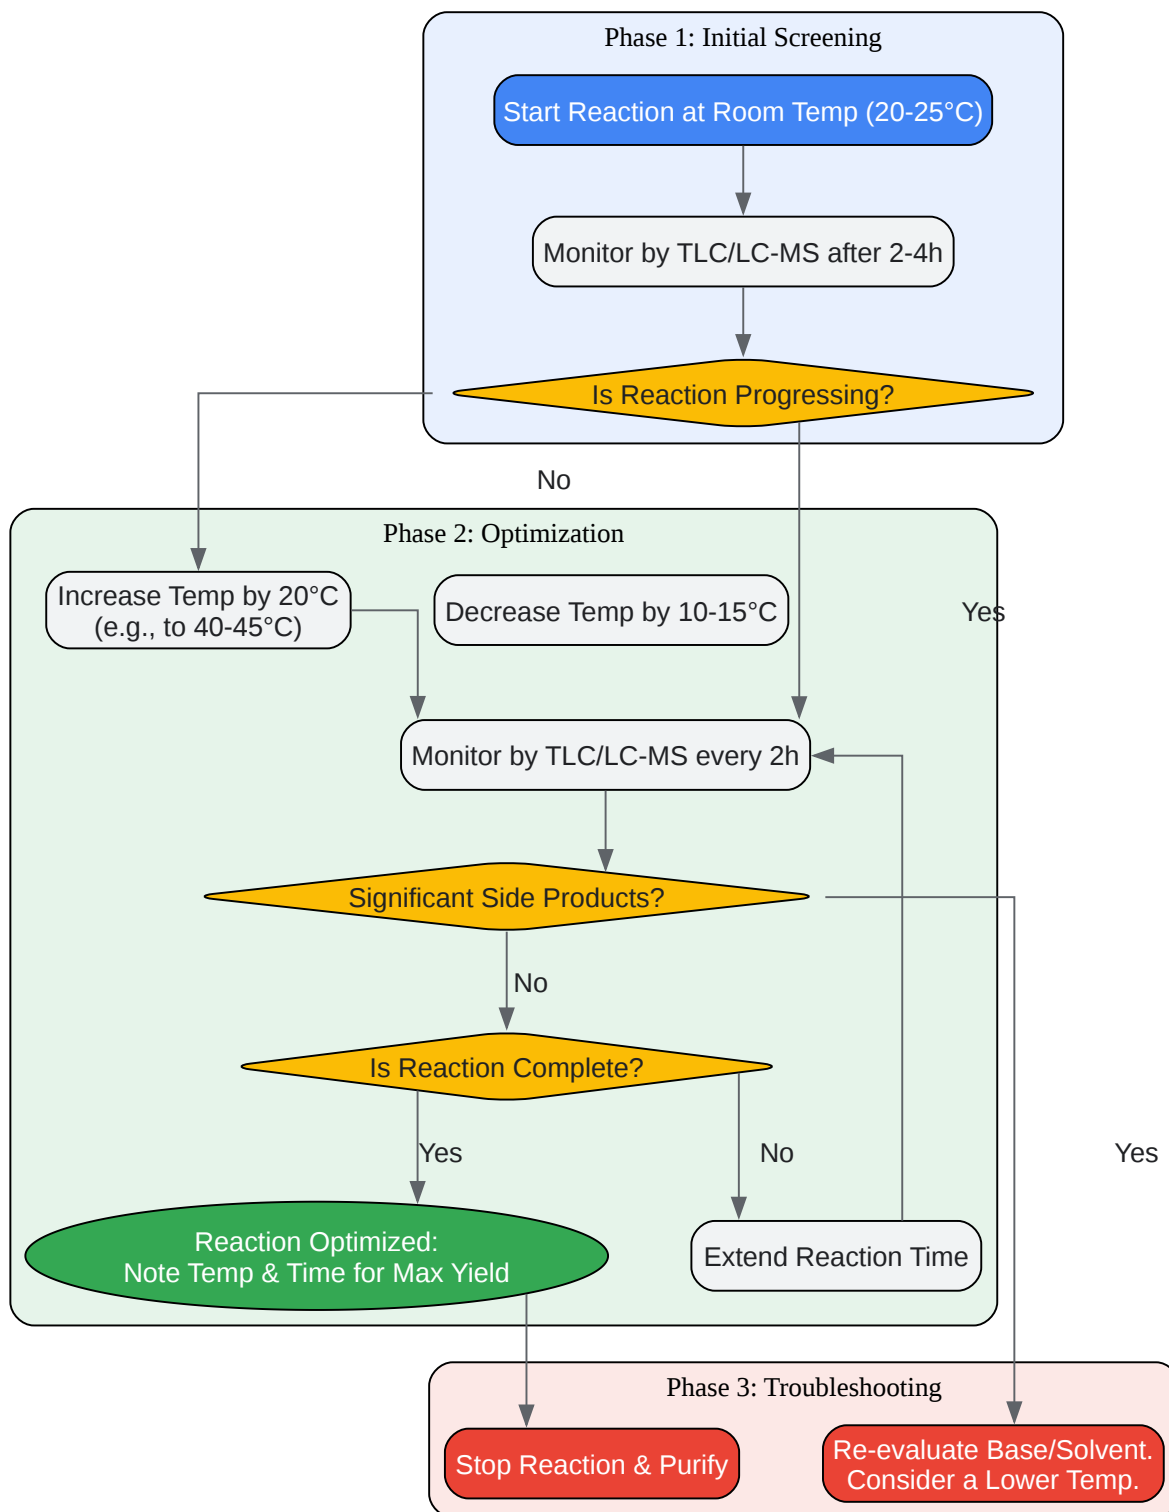 Phase 1: Initial Screening
Start Reaction at Room Temp (20-25°C)
Monitor by TLC/LC-MS after 2-4h
Is Reaction Progressing?
No
Phase 2: Optimization
Increase Temp by 20°C
(e.g., to 40-45°C)
Decrease Temp by 10-15°C
Yes
Monitor by TLC/LC-MS every 2h
Significant Side Products?
No
Is Reaction Complete?
Yes
No
Yes
Reaction Optimized:
Note Temp & Time for Max Yield
Extend Reaction Time
Phase 3: Troubleshooting
Stop Reaction & Purify
Re-evaluate Base/Solvent.
Consider a Lower Temp.